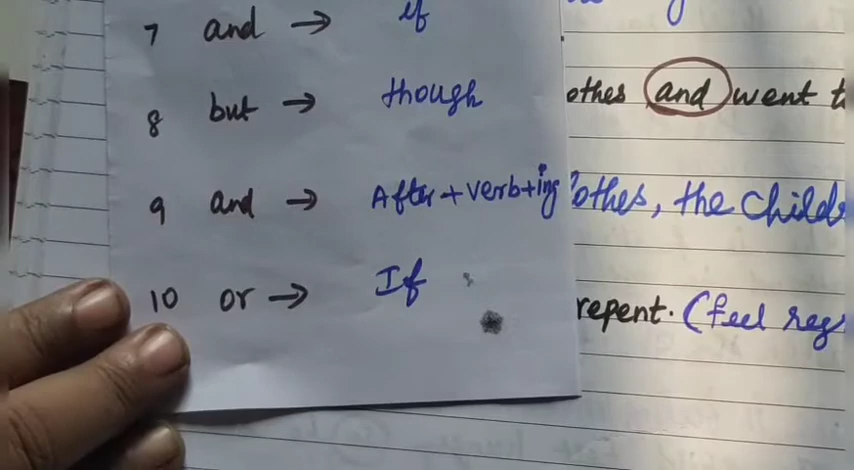 7 and → if
8 but → though othes and went t
9 and → After + verb + ing othes, the Childr
10 or → If repent. (feel reg